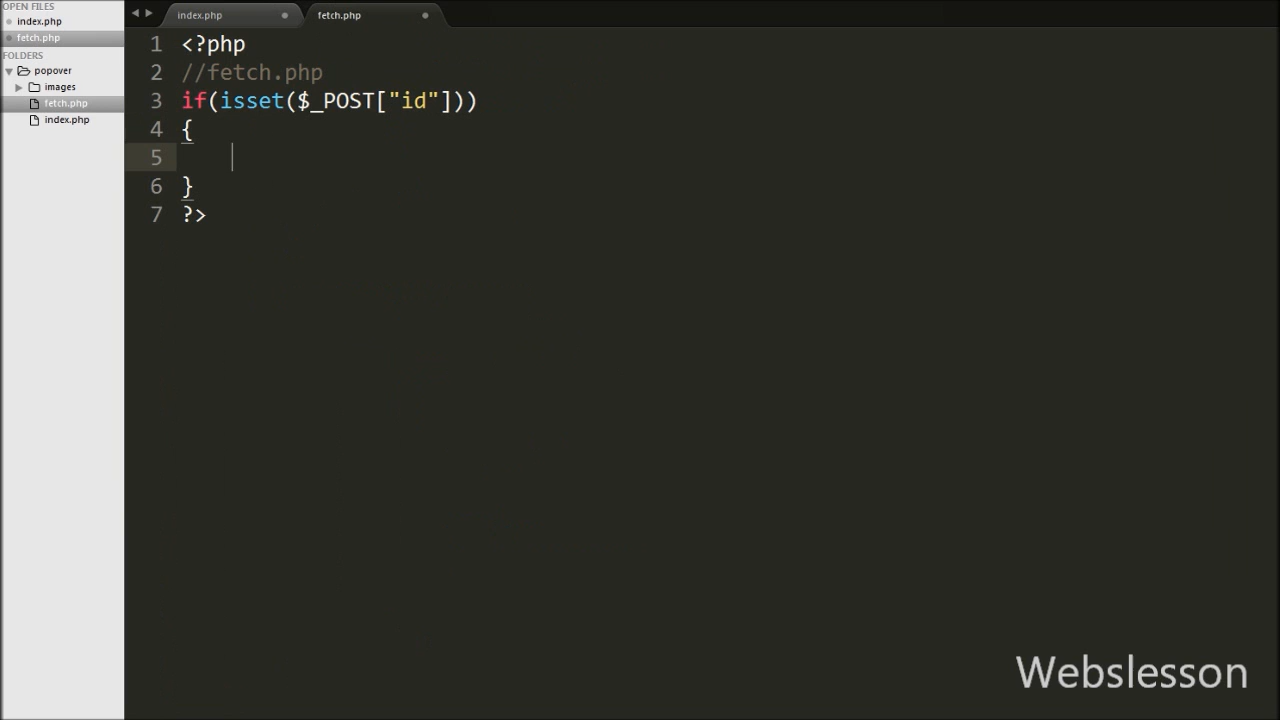 OPEN FILES
index.php
fetch.php
FOLDERS
popover
images
fetch.php
index.php
index.php
fetch.php
1 <?php
2 //fetch.php
3 if(isset($_POST["id"]))
4 {
5
6 }
7 ?>
Webslesson